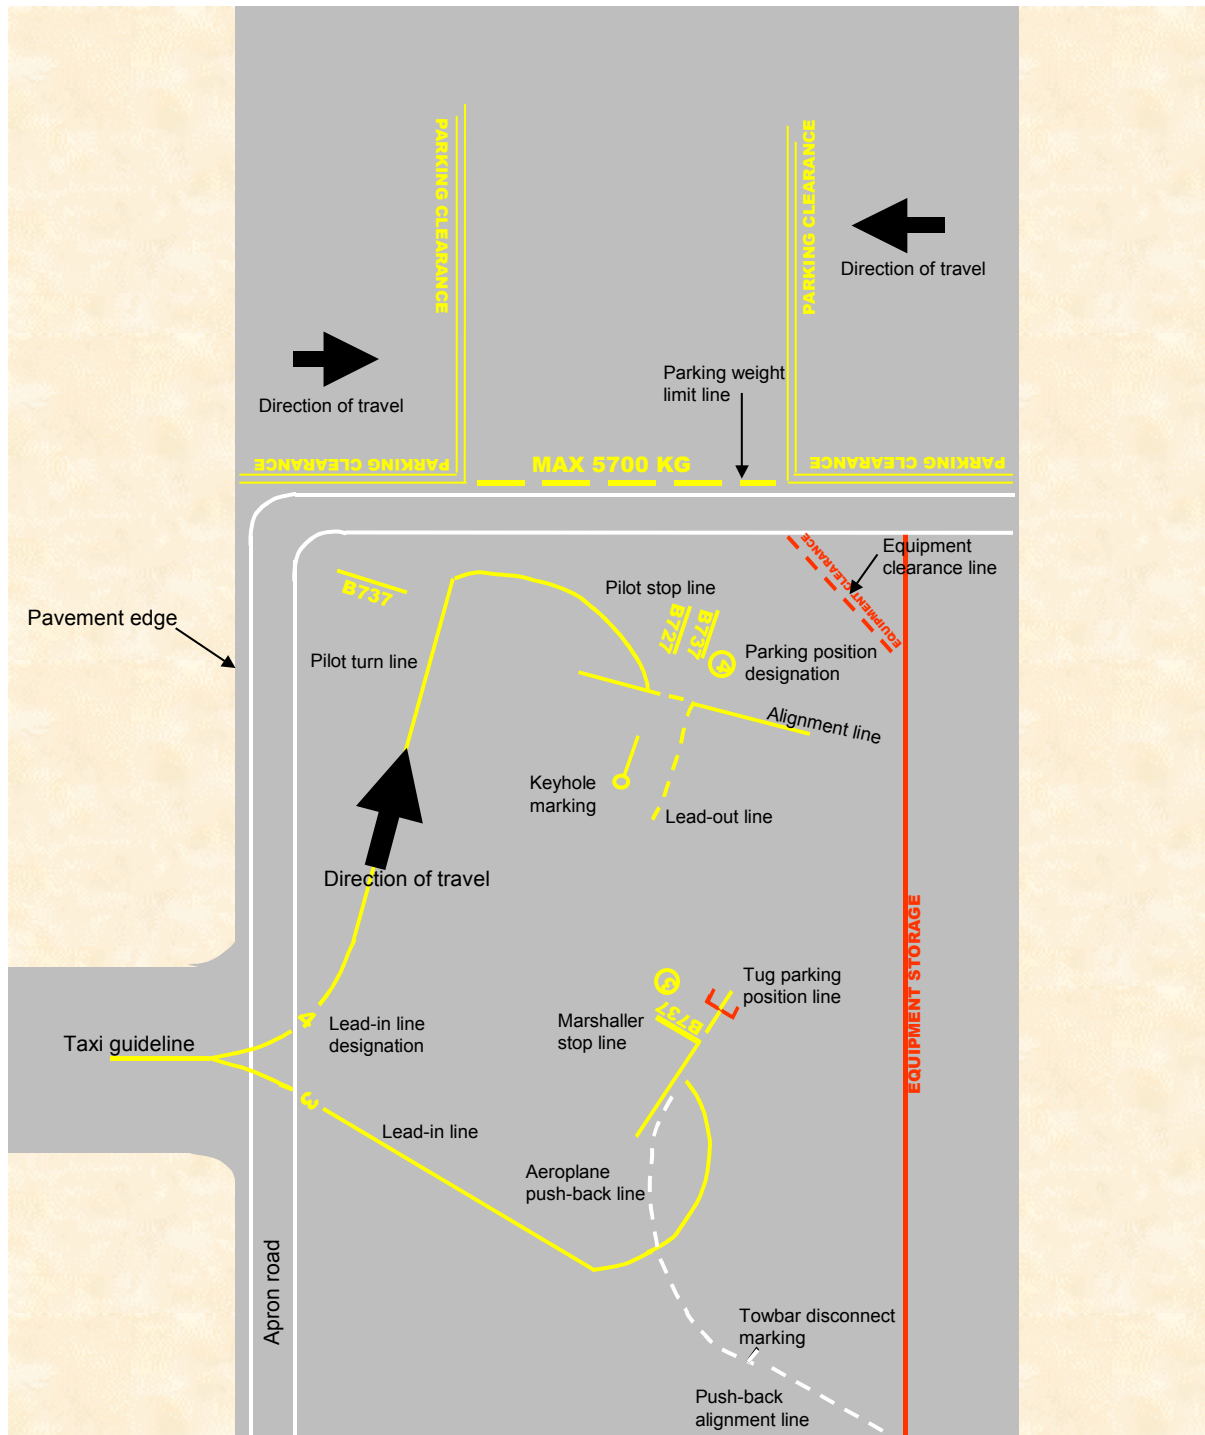 PARKING CLEARANCE
PARKING CLEARANCE
Direction of travel
Direction of travel
Parking weight
limit line
PARKING CLEARANCE
MAX 5700 KG
PARKING CLEARANCE
Equipment
clearance line
EQUIPMENT CLEARANCE
B737
Pilot stop line
B727
B737
4
Pavement edge
Pilot turn line
Parking position
designation
Alignment line
Keyhole
marking
Lead-out line
Direction of travel
EQUIPMENT STORAGE
3
B737
Tug parking
position line
Marshaller
stop line
4
Lead-in line
designation
Taxi guideline
3
Lead-in line
Aeroplane
push-back line
Apron road
Towbar disconnect
marking
Push-back
alignment line